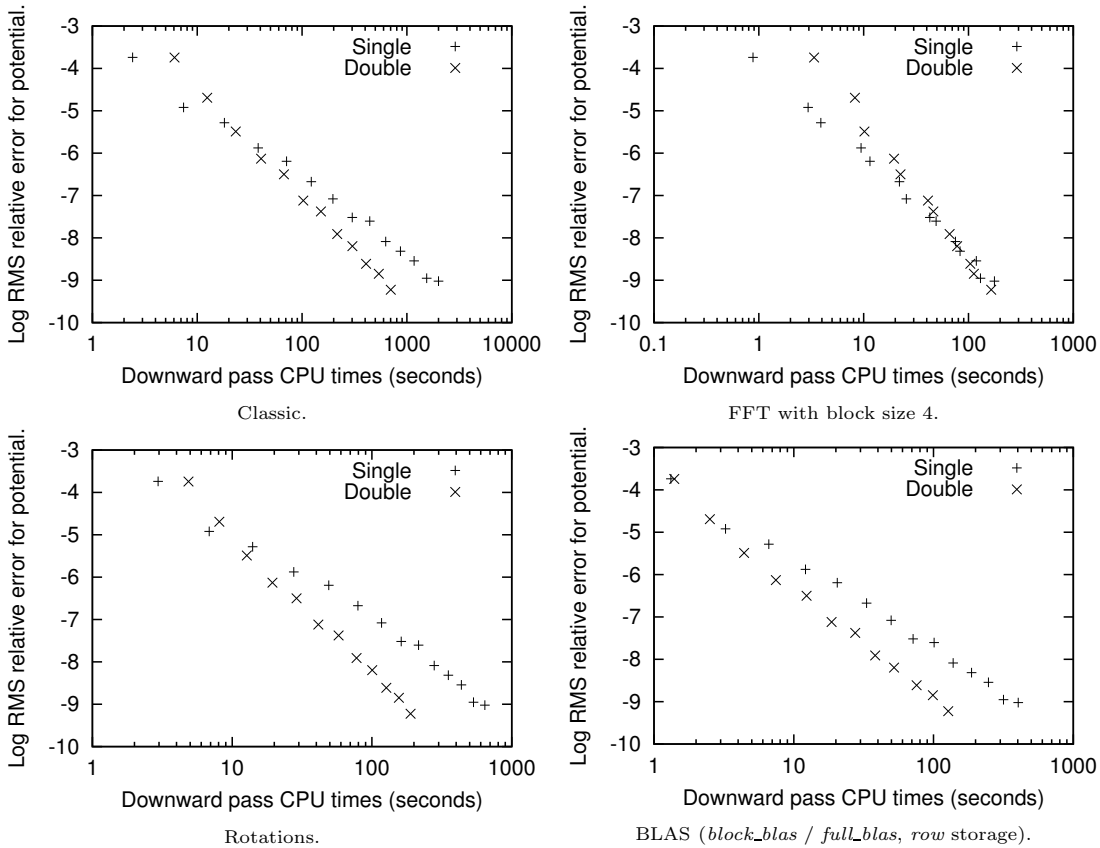 Log RMS relative error for potential.
-3
-4
-5
-6
-7
-8
-9
-10
Single
Double
1 10 100 1000 10000
Downward pass CPU times (seconds)
Classic.
Log RMS relative error for potential.
-3
-4
-5
-6
-7
-8
-9
-10
Single
Double
0.1 1 10 100 1000
Downward pass CPU times (seconds)
FFT with block size 4.
Log RMS relative error for potential.
-3
-4
-5
-6
-7
-8
-9
-10
Single
Double
1 10 100 1000
Downward pass CPU times (seconds)
Rotations.
Log RMS relative error for potential.
-3
-4
-5
-6
-7
-8
-9
-10
Single
Double
1 10 100 1000
Downward pass CPU times (seconds)
BLAS (block_blas / full_blas, row storage).